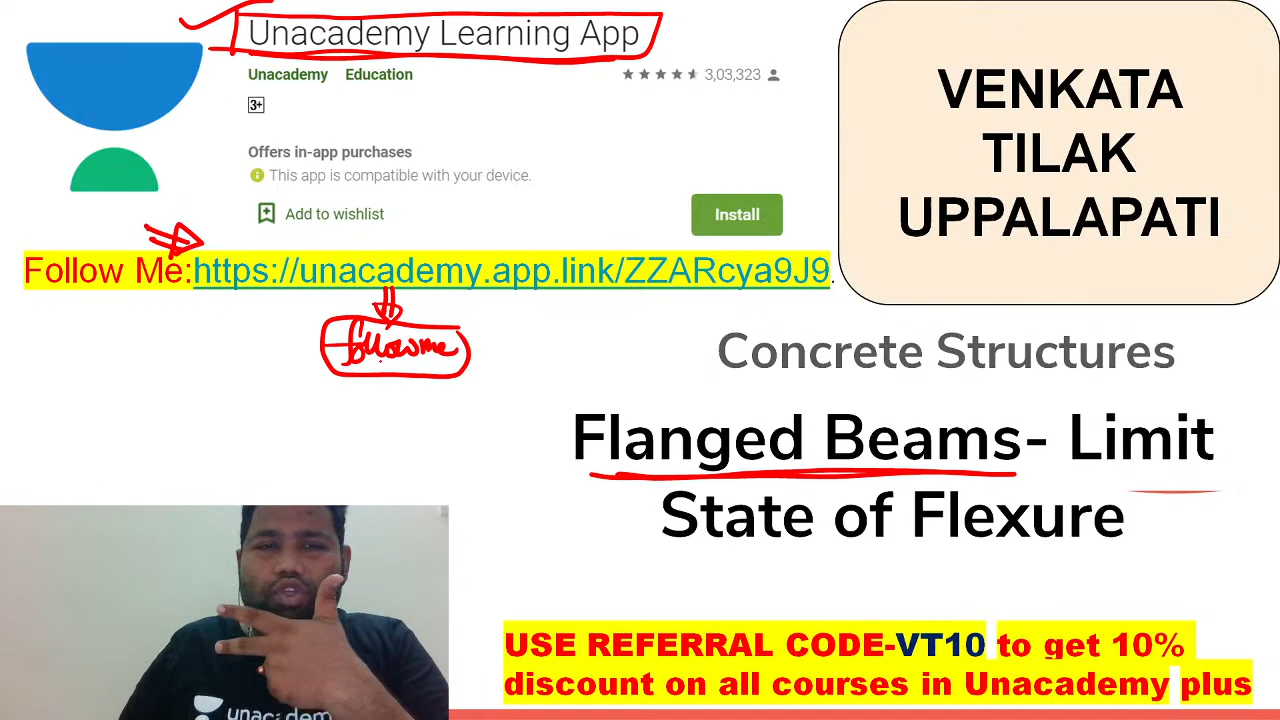 Unacademy Learning App
Unacademy Education
3,03,323
3+
Offers in-app purchases
This app is compatible with your device.
Add to wishlist
Install
Follow Me:https://unacademy.app.link/ZZARcya9J9.
followme
VENKATA
TILAK
UPPALAPATI
Concrete Structures
Flanged Beams- Limit
State of Flexure
unacadem
USE REFERRAL CODE-VT10 to get 10%
discount on all courses in Unacademy plus